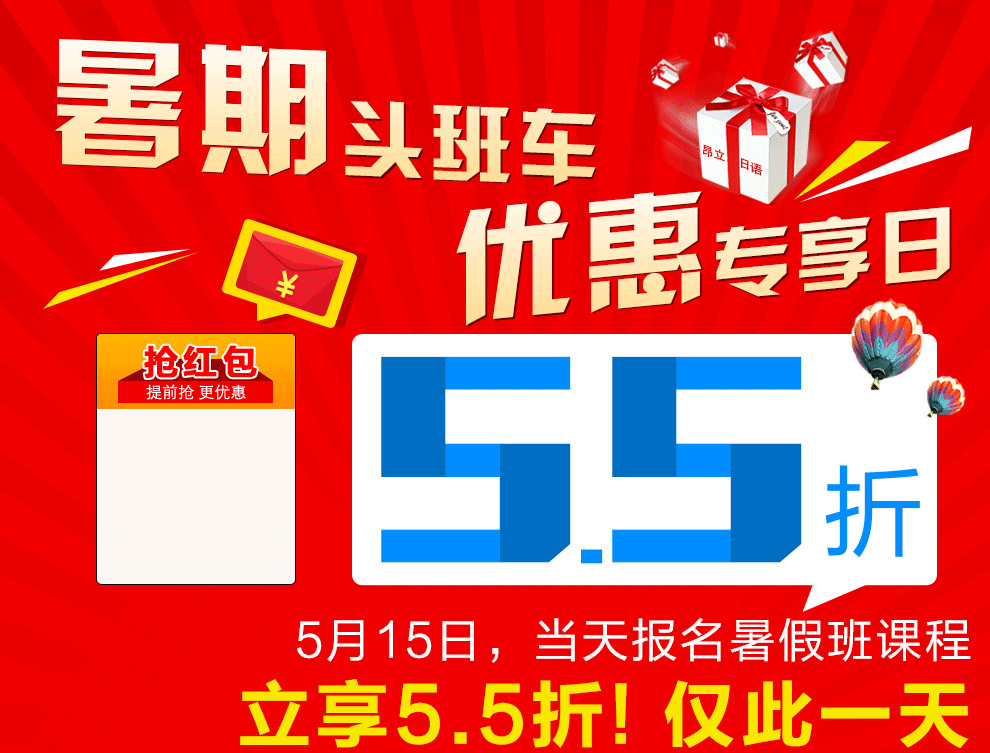 暑期头班车
for you!
昂立 日语
优惠专享日
¥
抢红包
提前抢 更优惠
5.5折
5月15日，当天报名暑假班课程
立享5.5折! 仅此一天